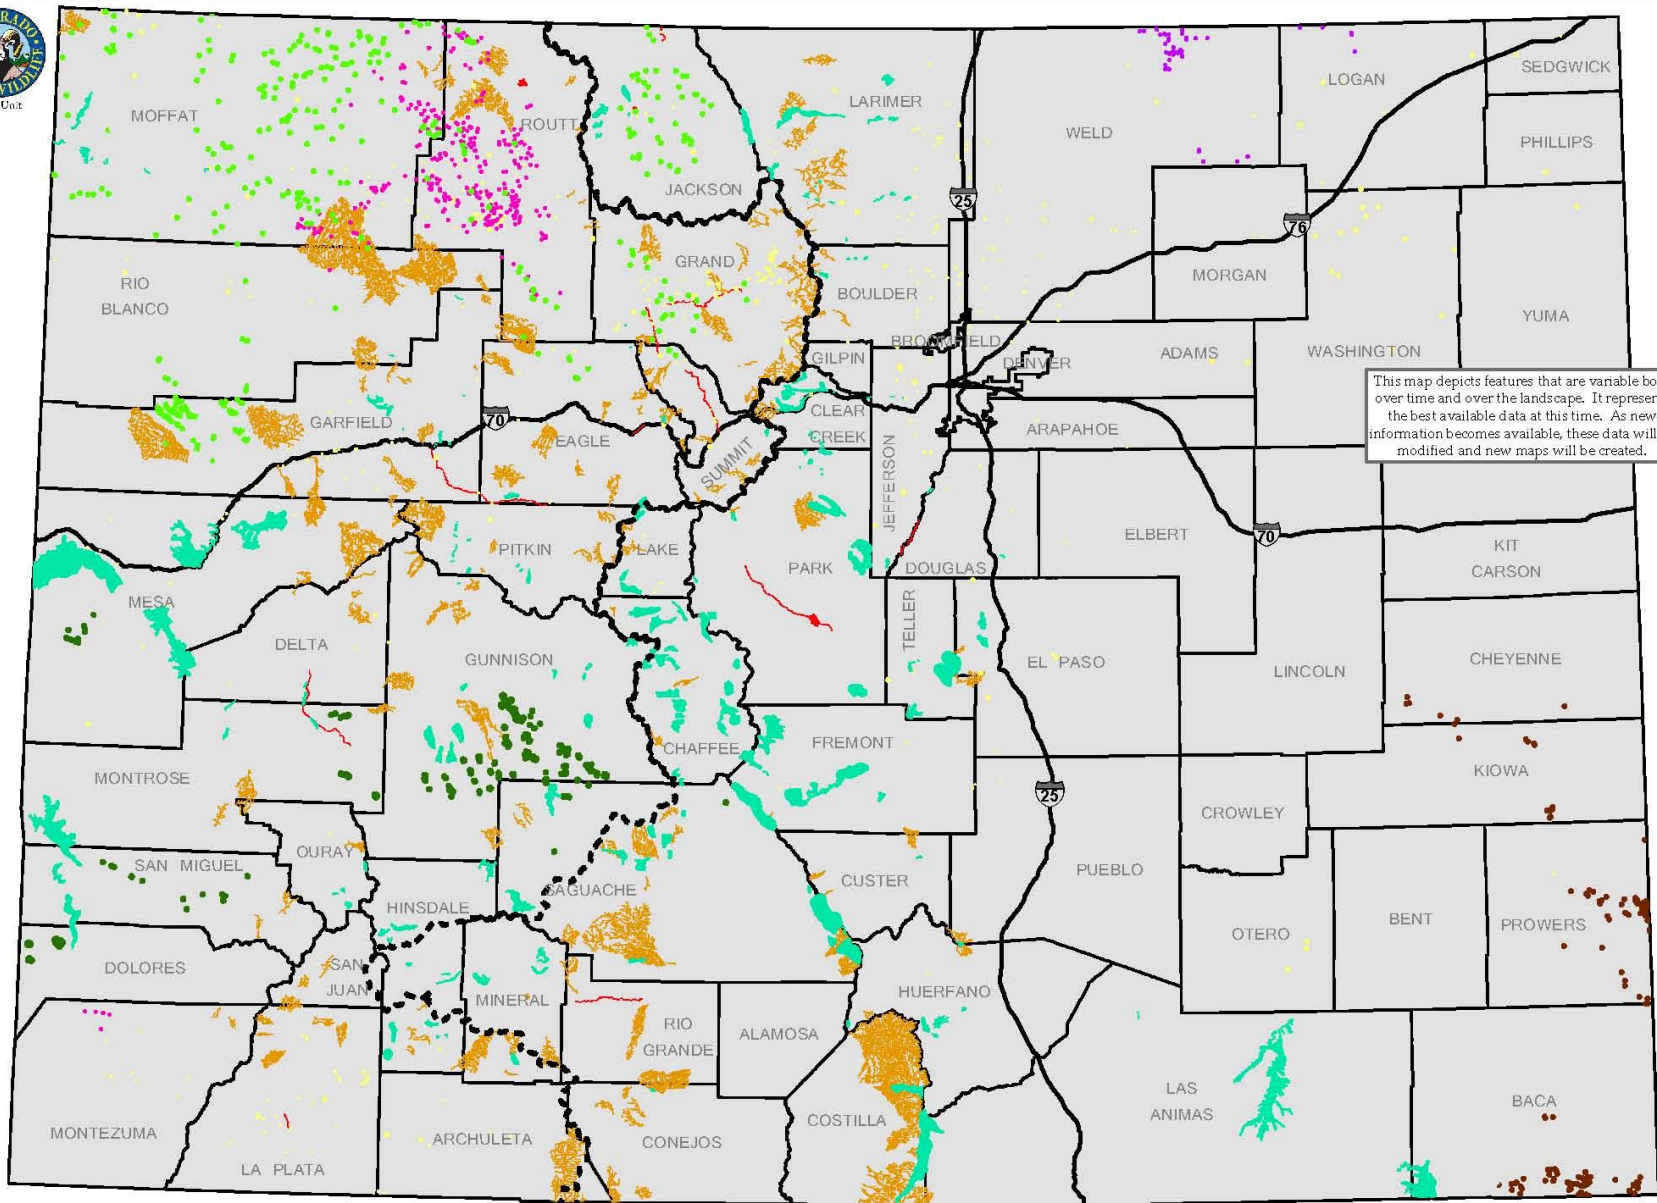 RADO
WILDLIFE
Unit
MOFFAT
ROUTT
JACKSON
LARIMER
WELD
LOGAN
SEDGWICK
PHILLIPS
25
76
RIO
BLANCO
GRAND
BOULDER
MORGAN
YUMA
BROOMFIELD
GILPIN
DENVER
ADAMS
WASHINGTON
This map depicts features that are variable bo
over time and over the landscape. It represen
the best available data at this time. As new
information becomes available, these data will
modified and new maps will be created.
GARFIELD
70
EAGLE
CLEAR
CREEK
SUMMIT
JEFFERSON
ARAPAHOE
PITKIN
LAKE
PARK
DOUGLAS
ELBERT
70
KIT
CARSON
MESA
DELTA
GUNNISON
TELLER
EL PASO
LINCOLN
CHEYENNE
MONTROSE
CHAFFEE
FREMONT
25
CROWLEY
KIOWA
OURAY
SAN MIGUEL
HINSDALE
SAGUACHE
CUSTER
PUEBLO
OTERO
BENT
PROWERS
DOLORES
SAN
JUAN
MINERAL
RIO
GRANDE
ALAMOSA
HUERFANO
LAS
ANIMAS
BACA
MONTEZUMA
LA PLATA
ARCHULETA
CONEJOS
COSTILLA